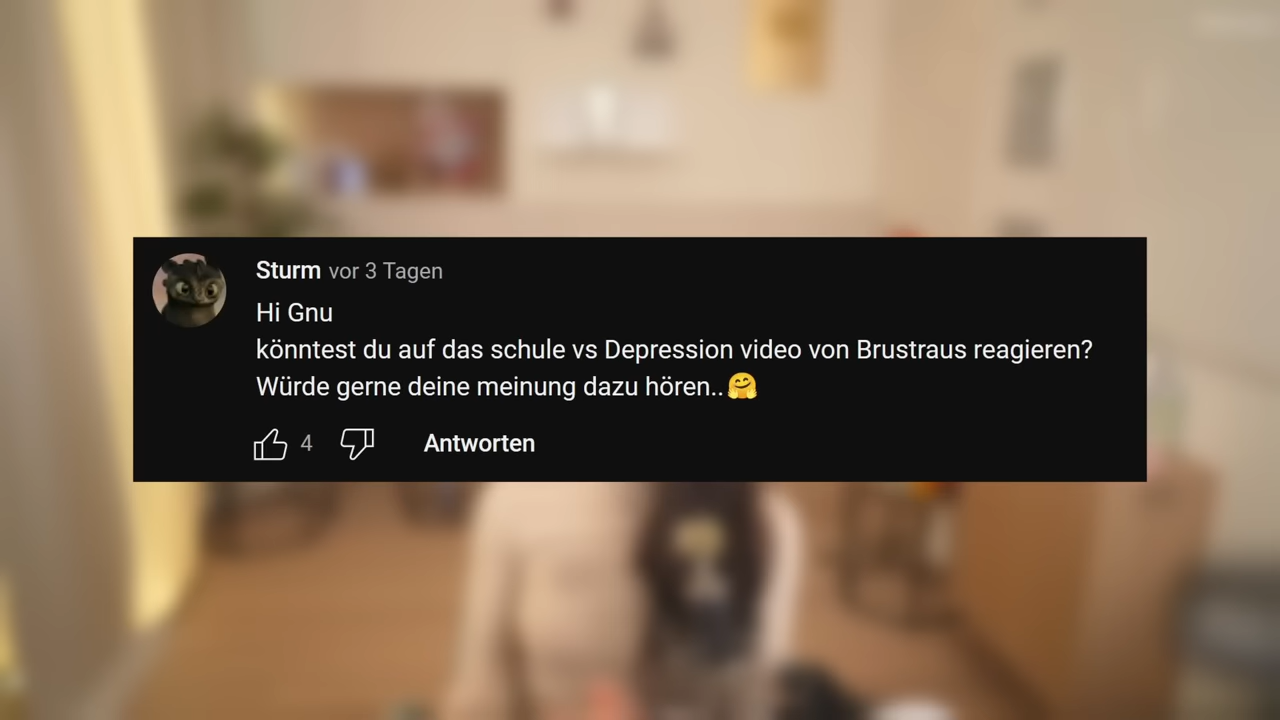 Sturm vor 3 Tagen
Hi Gnu
könntest du auf das schule vs Depression video von Brustraus reagieren?
Würde gerne deine meinung dazu hören..🤗
4
Antworten